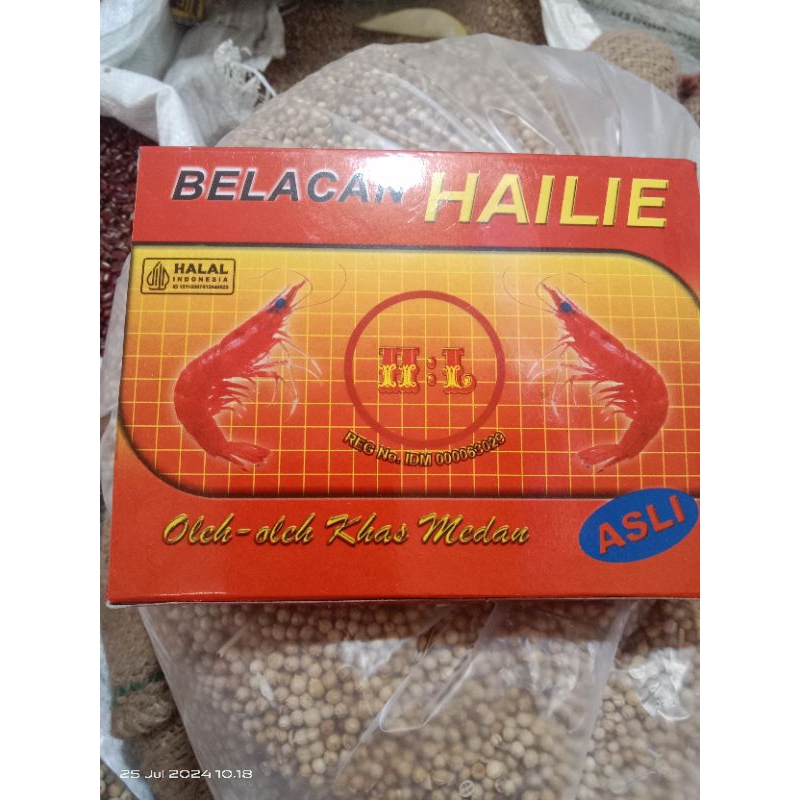 BELACAN HAILIE
HALAL
INDONESIA
H:L
REG No. IDM 000063029
Oleh-oleh Khas Medan
ASLI
25 Jul 2024 10.18